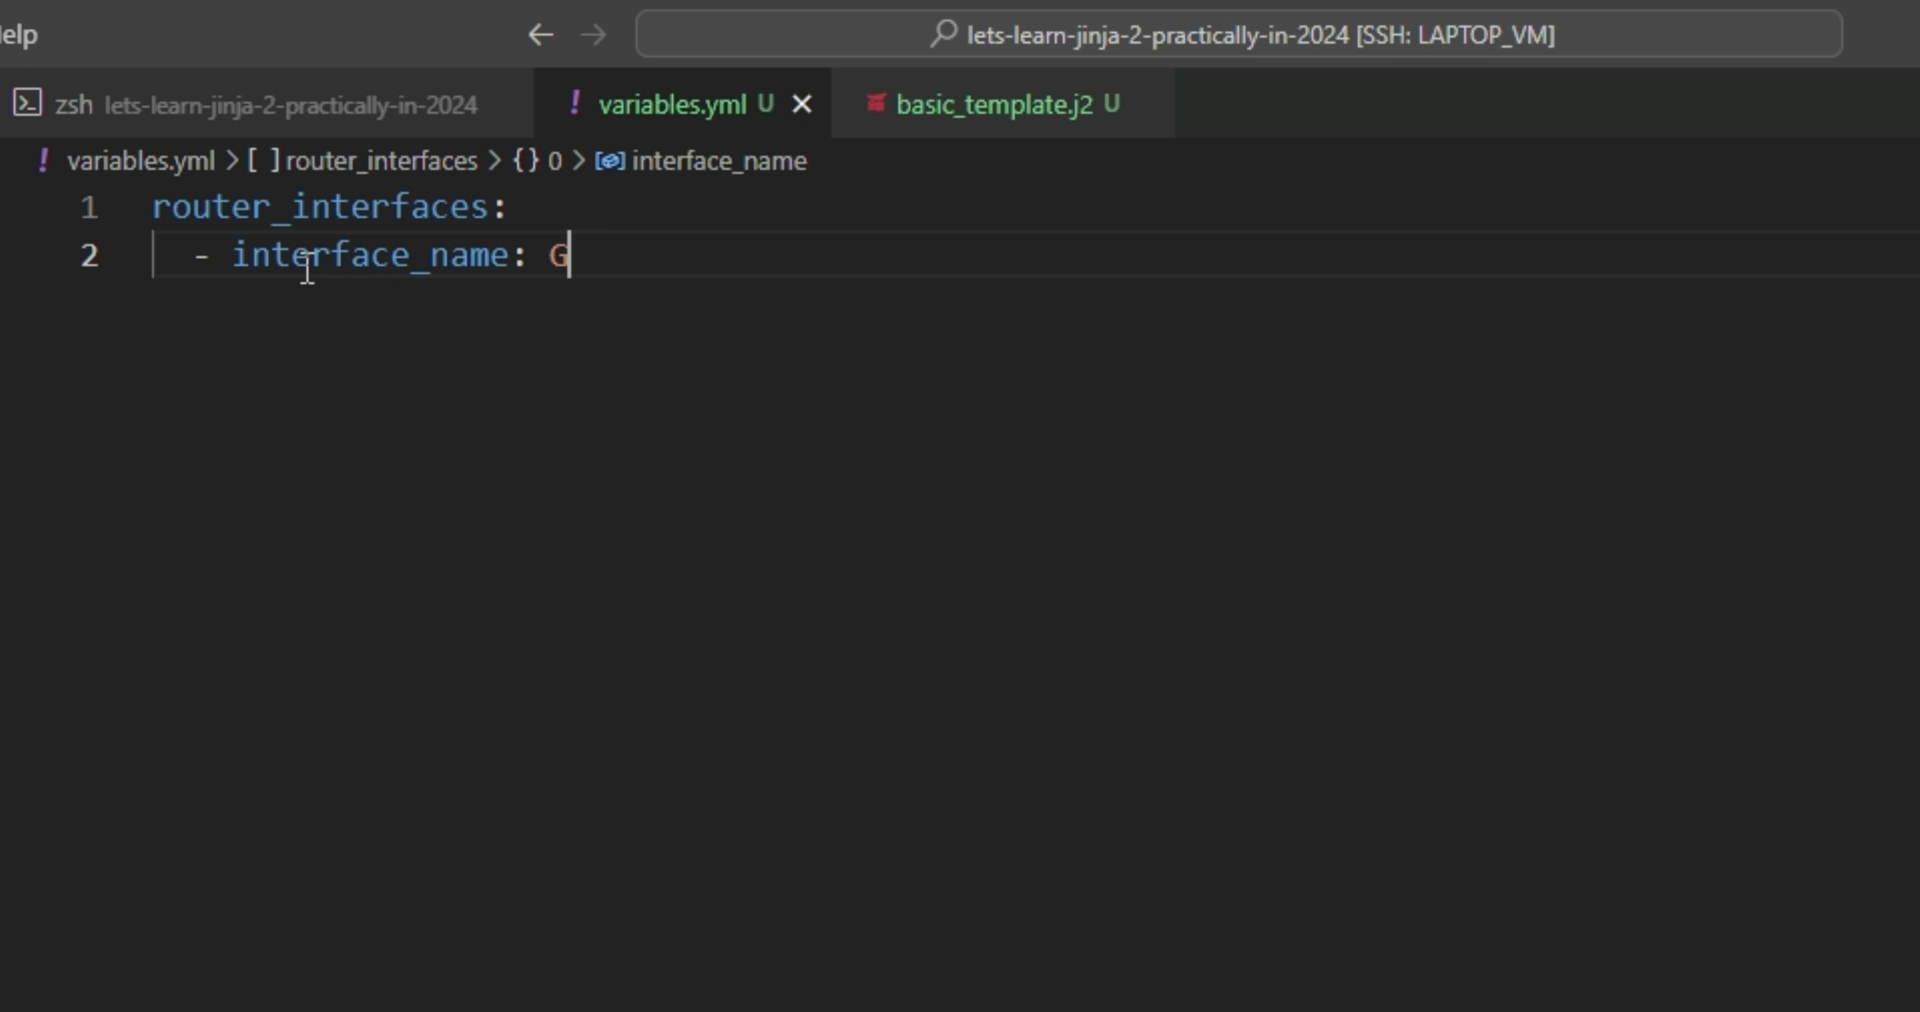 elp
lets-learn-jinja-2-practically-in-2024 [SSH: LAPTOP_VM]
zsh lets-learn-jinja-2-practically-in-2024
! variables.yml U
basic_template.j2 U
! variables.yml > [ ] router_interfaces > {} 0 > interface_name
1 router_interfaces:
2 - interface_name: G